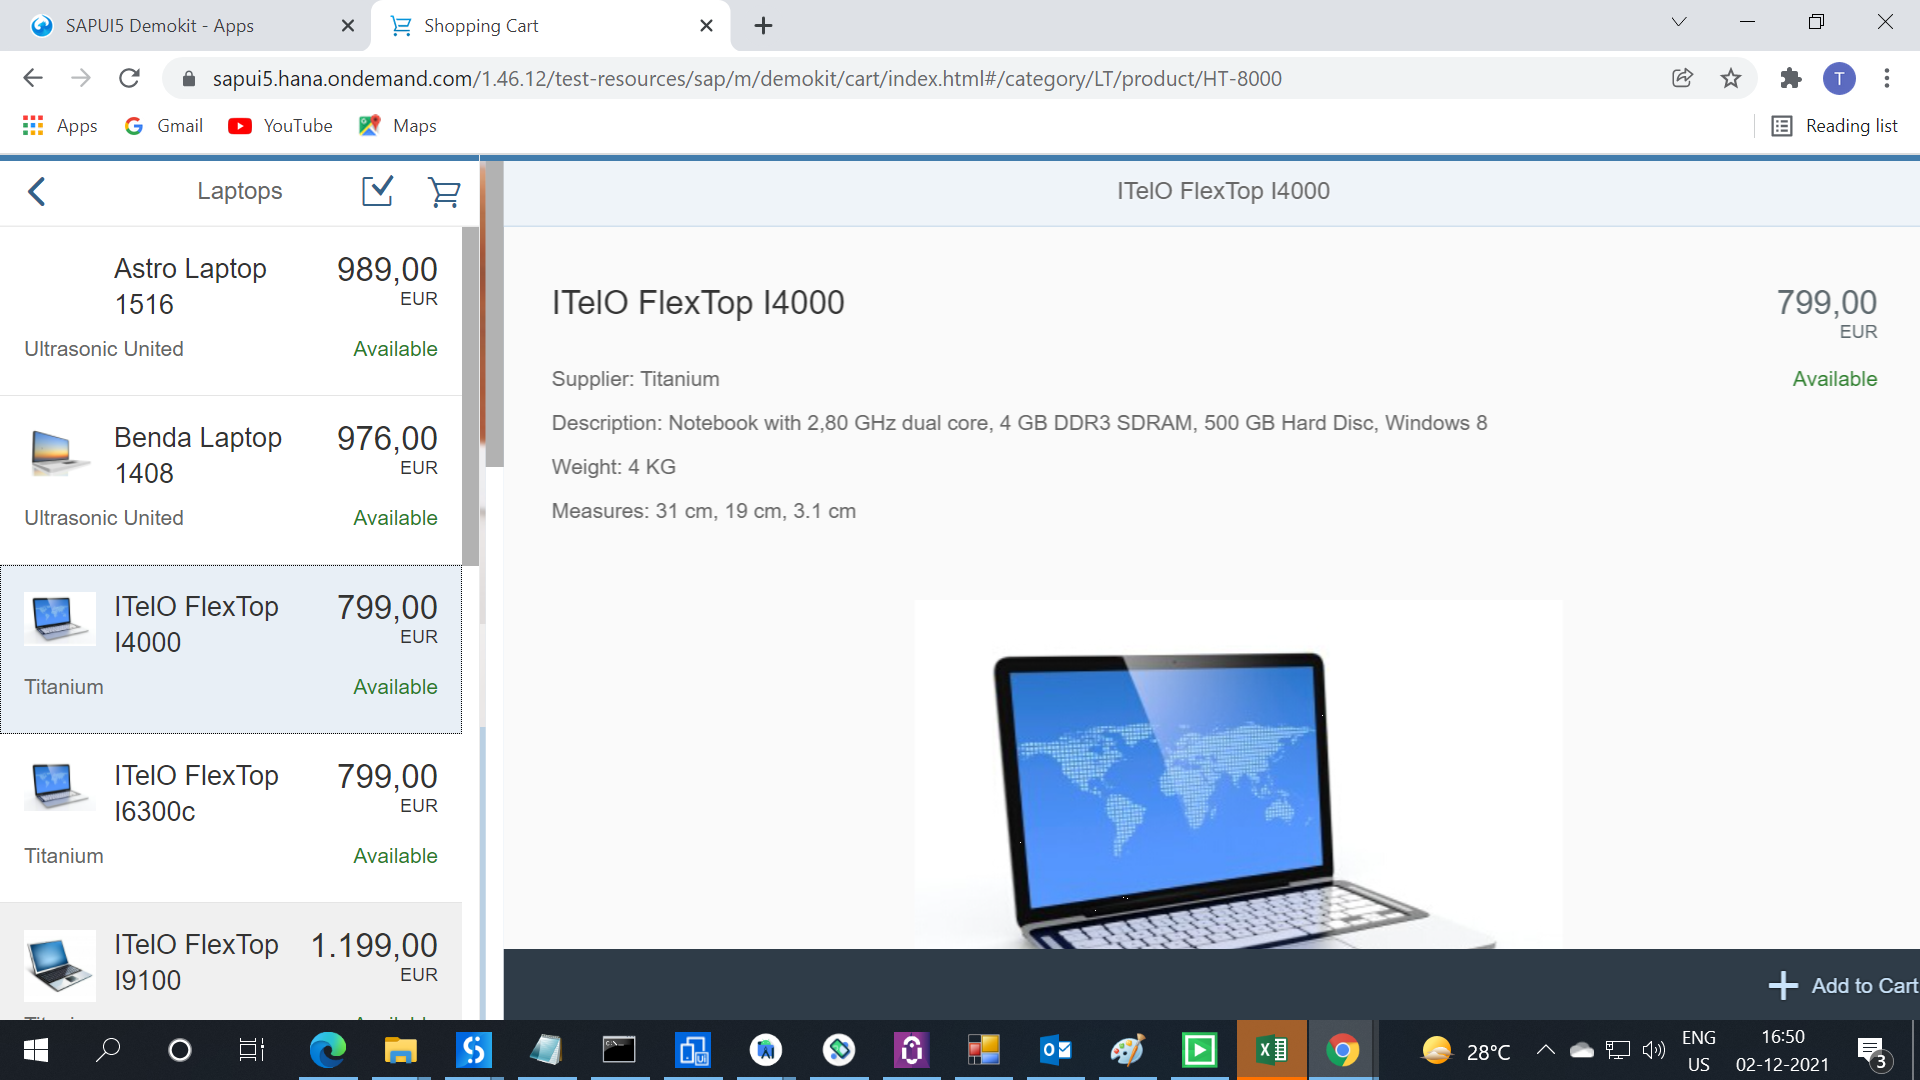 SAPUI5 Demokit - Apps
Shopping Cart
sapui5.hana.ondemand.com/1.46.12/test-resources/sap/m/demokit/cart/index.html#/category/LT/product/HT-8000
T
Apps
Gmail
YouTube
Maps
Reading list
Laptops
Astro Laptop 989,00
1516 EUR
Ultrasonic United Available
Benda Laptop 976,00
1408 EUR
Ultrasonic United Available
ITelO FlexTop 799,00
I4000 EUR
Titanium Available
ITelO FlexTop 799,00
I6300c EUR
Titanium Available
ITelO FlexTop 1.199,00
I9100 EUR
ITelO FlexTop I4000
ITelO FlexTop I4000 799,00
EUR
Supplier: Titanium Available
Description: Notebook with 2,80 GHz dual core, 4 GB DDR3 SDRAM, 500 GB Hard Disc, Windows 8
Weight: 4 KG
Measures: 31 cm, 19 cm, 3.1 cm
Add to Cart
28°C
ENG
US
16:50
02-12-2021
3